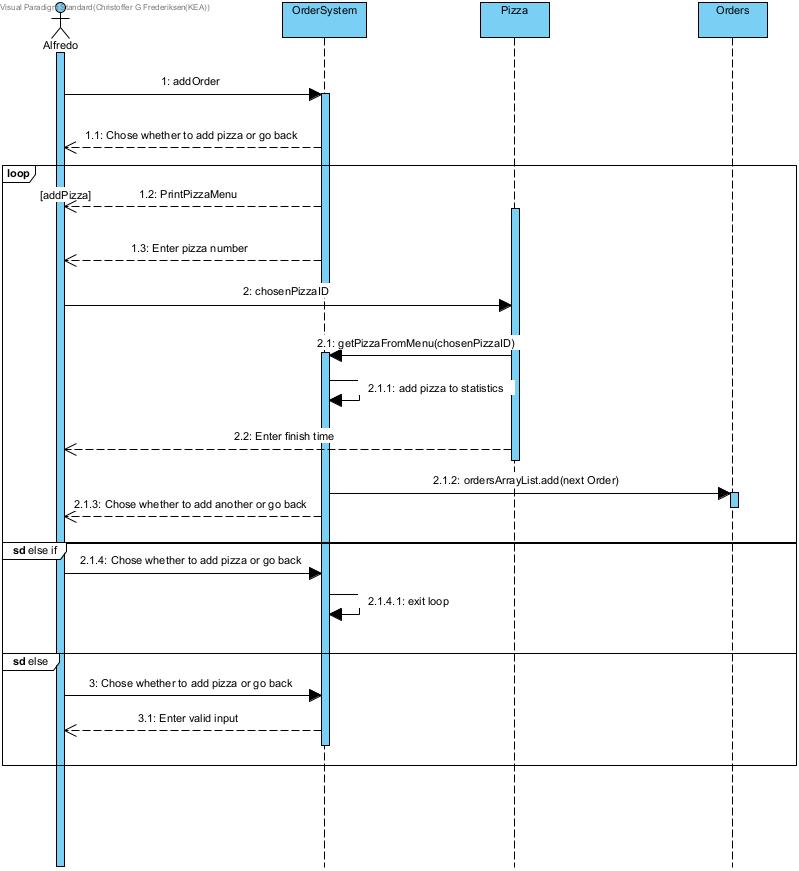 Visual Paradigm Standard(Christoffer G Frederiksen(KEA))
OrderSystem
Pizza
Orders
Alfredo
1: addOrder
1.1: Chose whether to add pizza or go back
loop
[addPizza]
1.2: PrintPizzaMenu
1.3: Enter pizza number
2: chosenPizzaID
2.1: getPizzaFromMenu(chosenPizzaID)
2.1.1: add pizza to statistics
2.2: Enter finish time
2.1.2: ordersArrayList.add(next Order)
2.1.3: Chose whether to add another or go back
sd else if
2.1.4: Chose whether to add pizza or go back
2.1.4.1: exit loop
sd else
3: Chose whether to add pizza or go back
3.1: Enter valid input